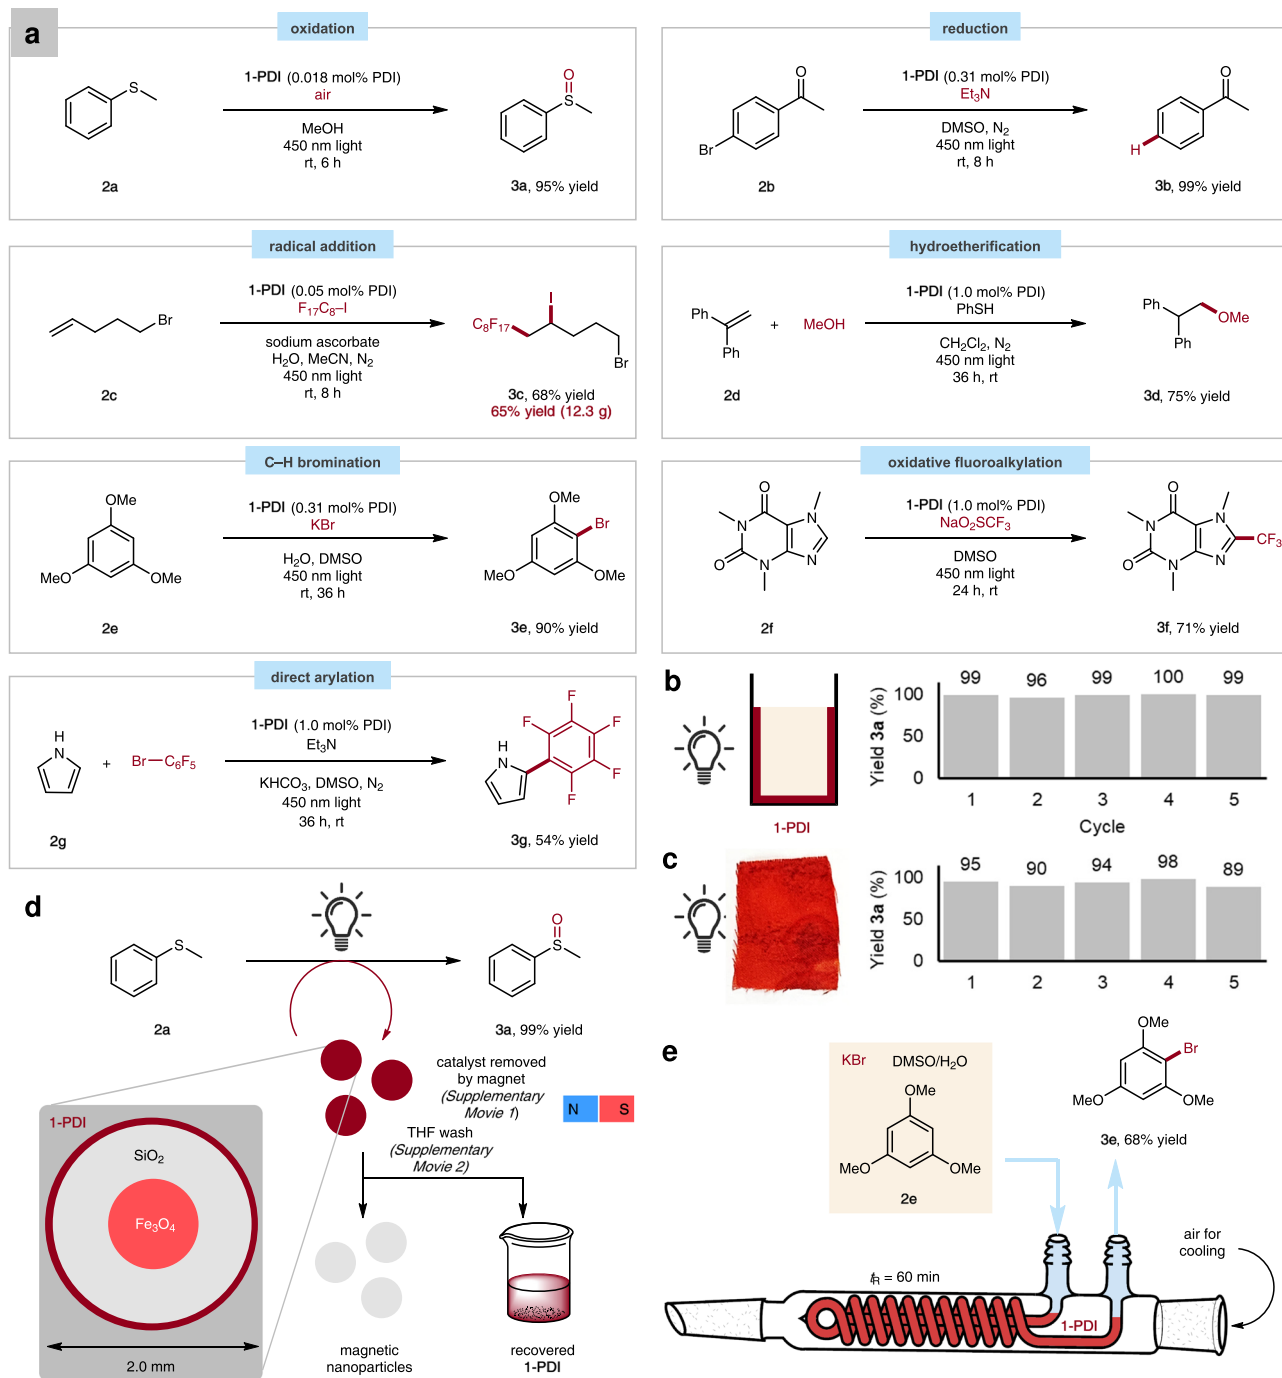 a
oxidation
1-PDI (0.018 mol% PDI)
air
MeOH
450 nm light
rt, 6 h
S
2a
O
S
3a, 95% yield
reduction
1-PDI (0.31 mol% PDI)
Et₃N
DMSO, N₂
450 nm light
rt, 8 h
O
Br
2b
O
H
3b, 99% yield
radical addition
1-PDI (0.05 mol% PDI)
F₁₇C₈–I
sodium ascorbate
H₂O, MeCN, N₂
450 nm light
rt, 8 h
Br
2c
I
C₈F₁₇
Br
3c, 68% yield
65% yield (12.3 g)
hydroetherification
1-PDI (1.0 mol% PDI)
PhSH
CH₂Cl₂, N₂
450 nm light
36 h, rt
Ph
Ph
+ MeOH
2d
Ph
OMe
Ph
3d, 75% yield
C–H bromination
1-PDI (0.31 mol% PDI)
KBr
H₂O, DMSO
450 nm light
rt, 36 h
OMe
MeO OMe
2e
OMe
Br
MeO OMe
3e, 90% yield
oxidative fluoroalkylation
1-PDI (1.0 mol% PDI)
NaO₂SCF₃
DMSO
450 nm light
24 h, rt
O
N N
O N N
2f
O
N N
CF₃
O N N
3f, 71% yield
direct arylation
1-PDI (1.0 mol% PDI)
Et₃N
KHCO₃, DMSO, N₂
450 nm light
36 h, rt
H
N
+ Br–C₆F₅
2g
F
F F
H
N
F
F
3g, 54% yield
b
1-PDI
Yield 3a (%)
100
50
0
99 96 99 100 99
1 2 3 4 5
Cycle
c
Yield 3a (%)
100
50
0
95 90 94 98 89
1 2 3 4 5
d
S
2a
O
S
3a, 99% yield
catalyst removed
by magnet
(Supplementary
Movie 1)
N S
THF wash
(Supplementary
Movie 2)
1-PDI
SiO₂
Fe₃O₄
2.0 mm
magnetic
nanoparticles
recovered
1-PDI
e
KBr DMSO/H₂O
OMe
MeO OMe
2e
OMe
Br
MeO OMe
3e, 68% yield
air for
cooling
tR = 60 min
1-PDI